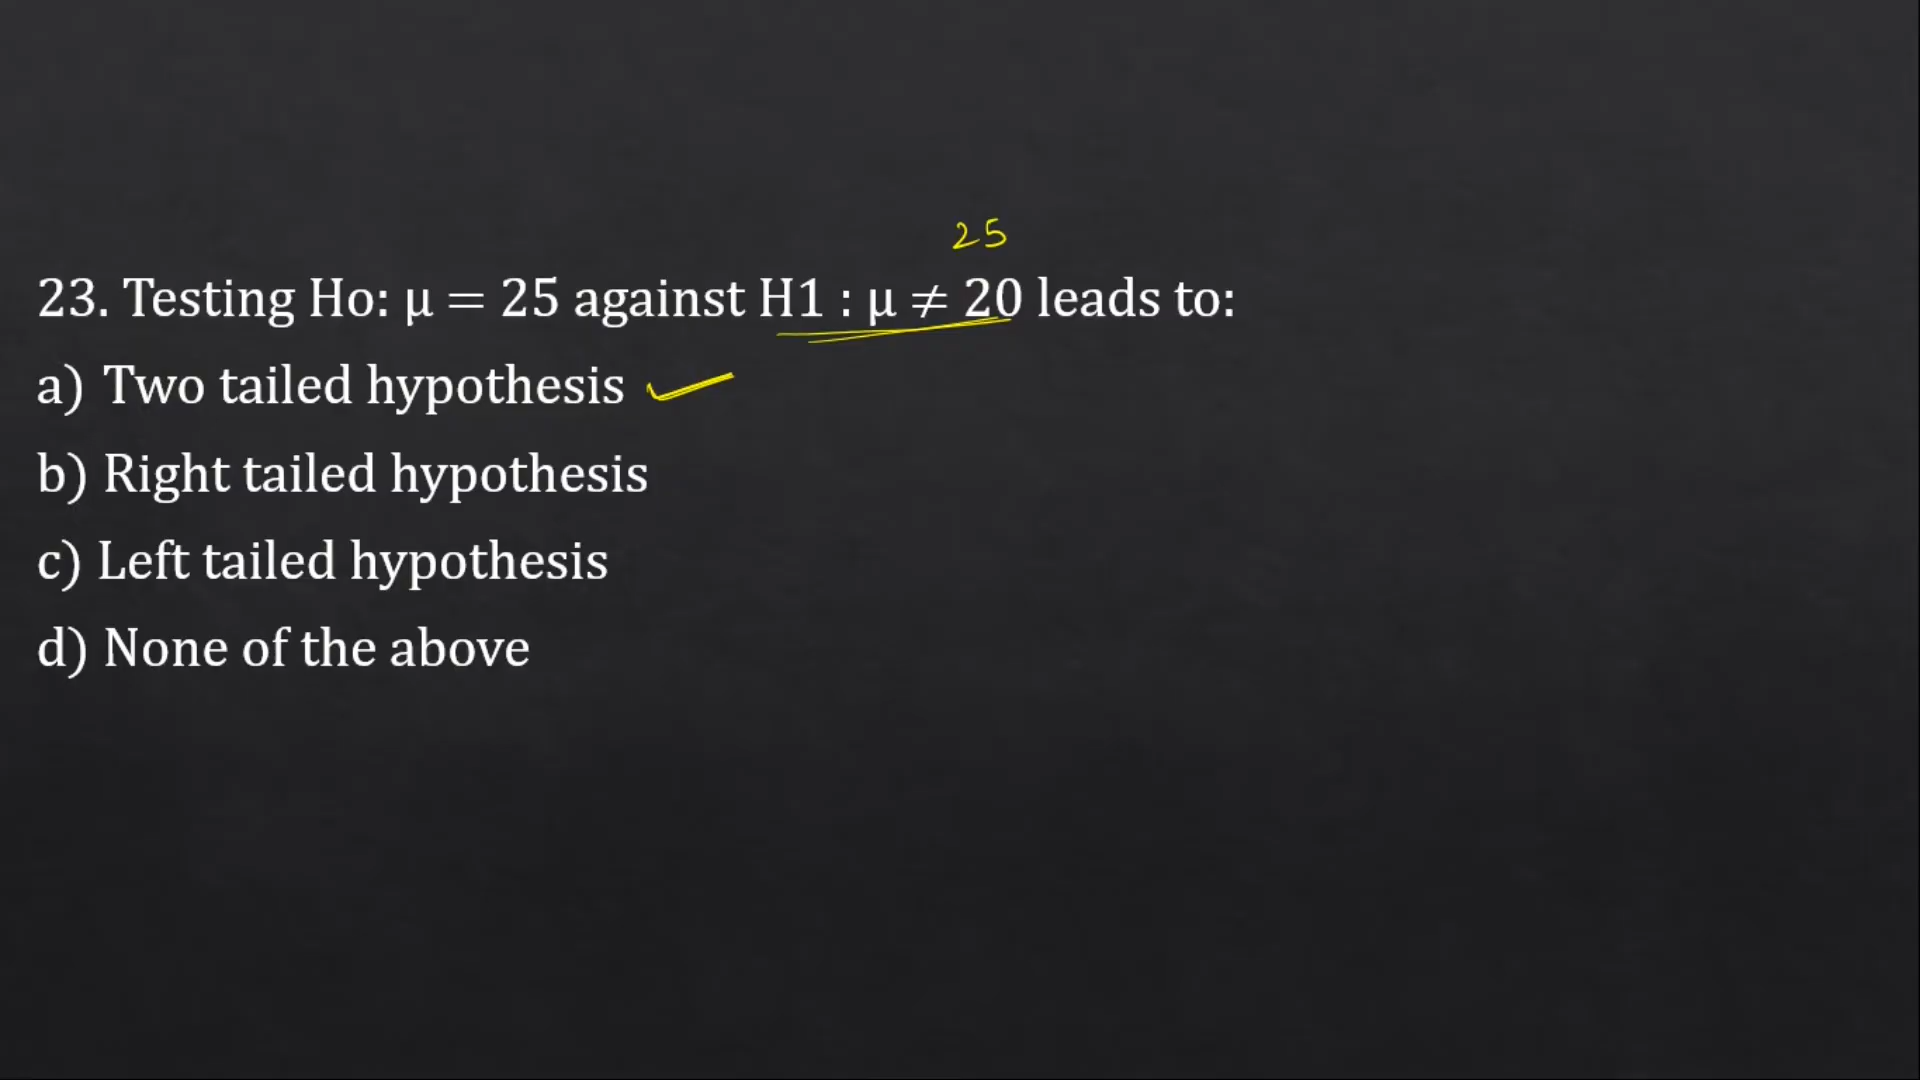 25
23. Testing Ho: μ = 25 against H1 : μ ≠ 20 leads to:
a) Two tailed hypothesis
b) Right tailed hypothesis
c) Left tailed hypothesis
d) None of the above